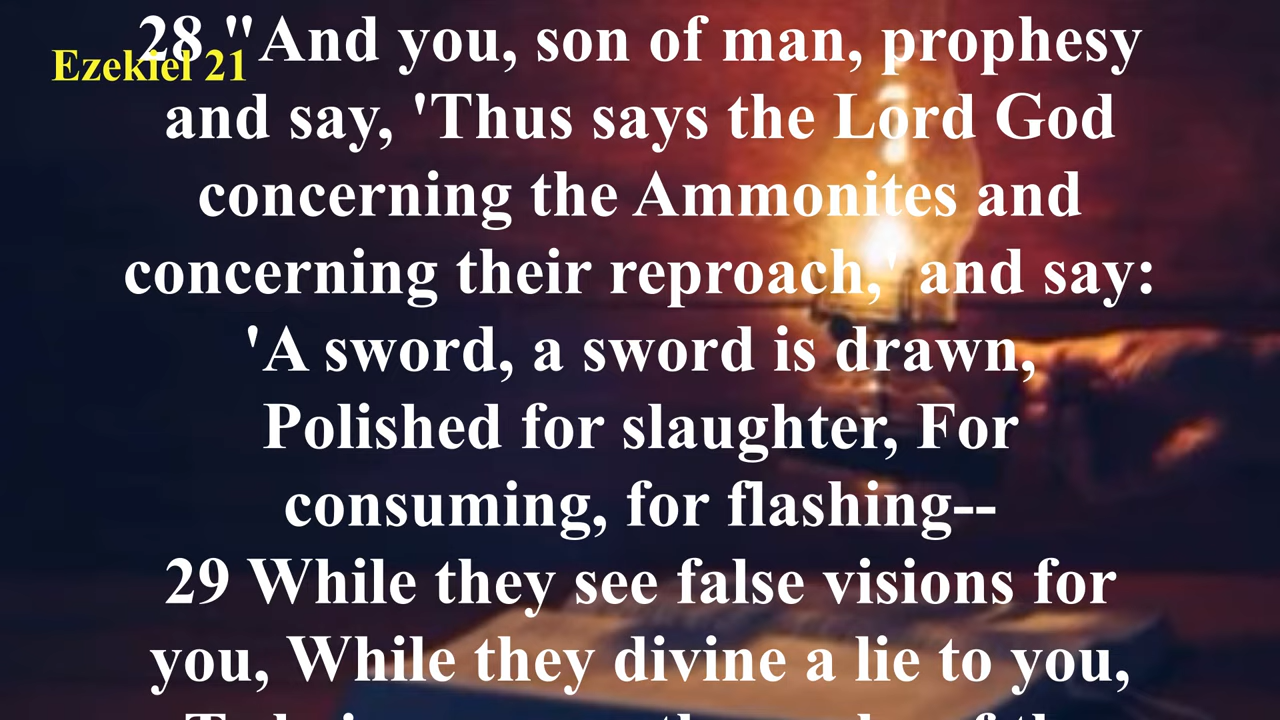 28 "And you, son of man, prophesy
Ezekiel 21
and say, 'Thus says the Lord God
concerning the Ammonites and
concerning their reproach,' and say:
'A sword, a sword is drawn,
Polished for slaughter, For
consuming, for flashing--
29 While they see false visions for
you, While they divine a lie to you,